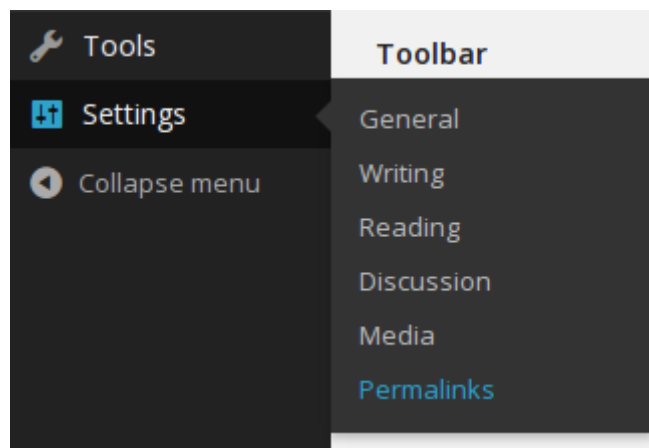 Tools
Settings
Collapse menu
Toolbar
General
Writing
Reading
Discussion
Media
Permalinks